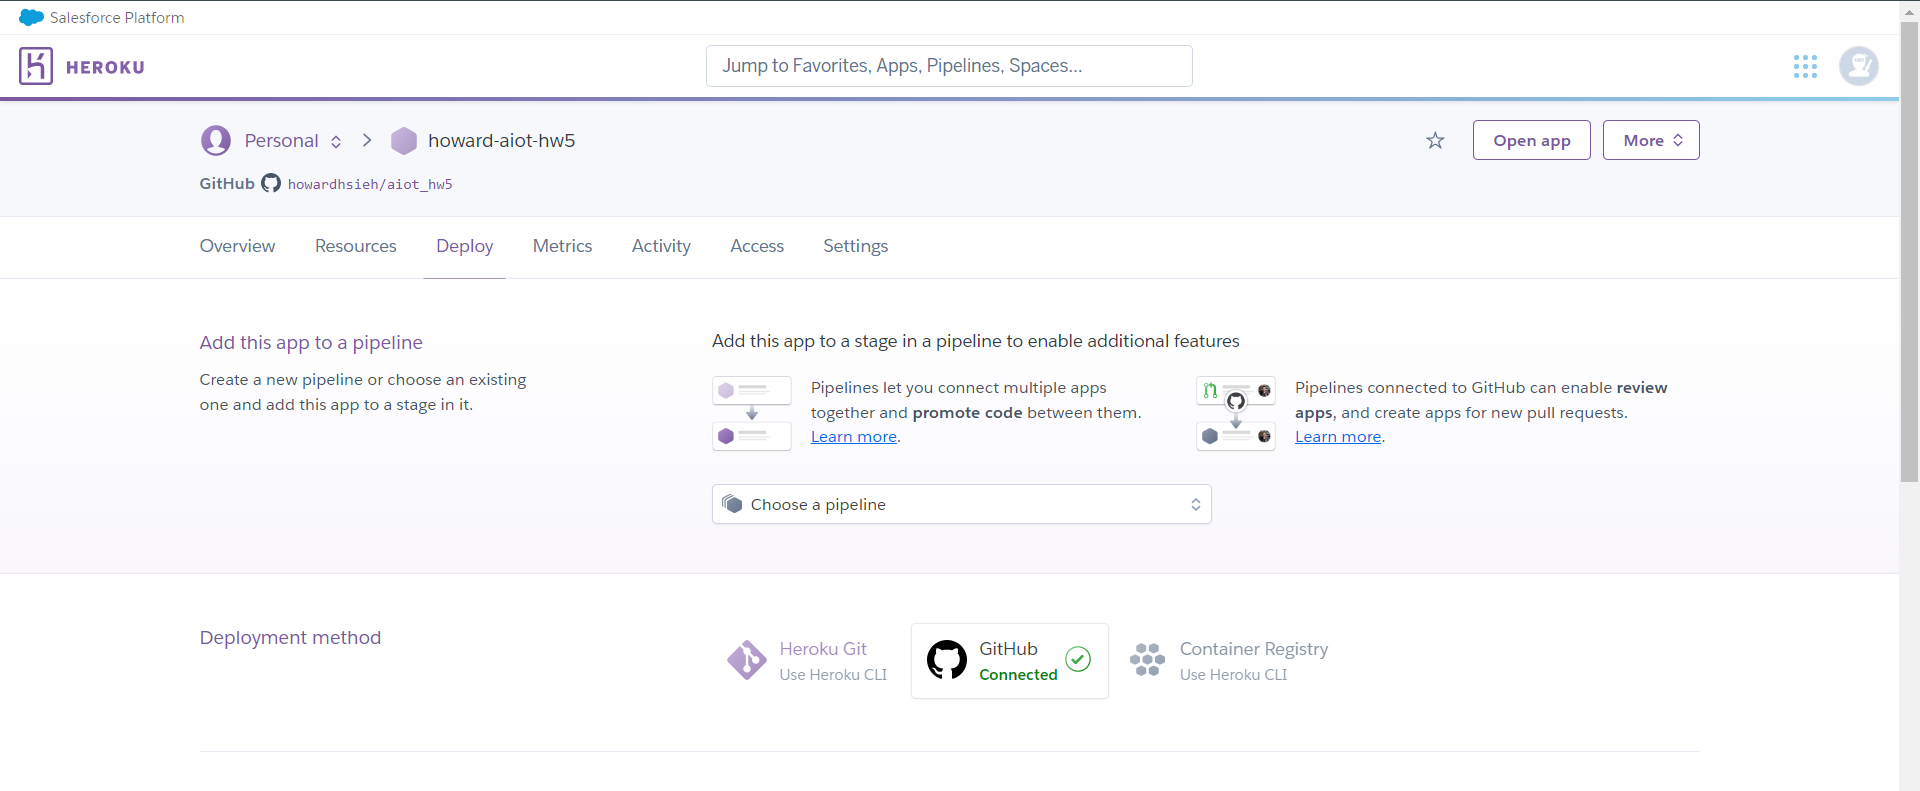 Salesforce Platform
HEROKU
Jump to Favorites, Apps, Pipelines, Spaces...
Personal
howard-aiot-hw5
Open app
More
GitHub howardhsieh/aiot_hw5
Overview
Resources
Deploy
Metrics
Activity
Access
Settings
Add this app to a pipeline
Create a new pipeline or choose an existing
one and add this app to a stage in it.
Add this app to a stage in a pipeline to enable additional features
Pipelines let you connect multiple apps
together and promote code between them.
Learn more.
Pipelines connected to GitHub can enable review
apps, and create apps for new pull requests.
Learn more.
Choose a pipeline
Deployment method
Heroku Git
Use Heroku CLI
GitHub
Connected
Container Registry
Use Heroku CLI